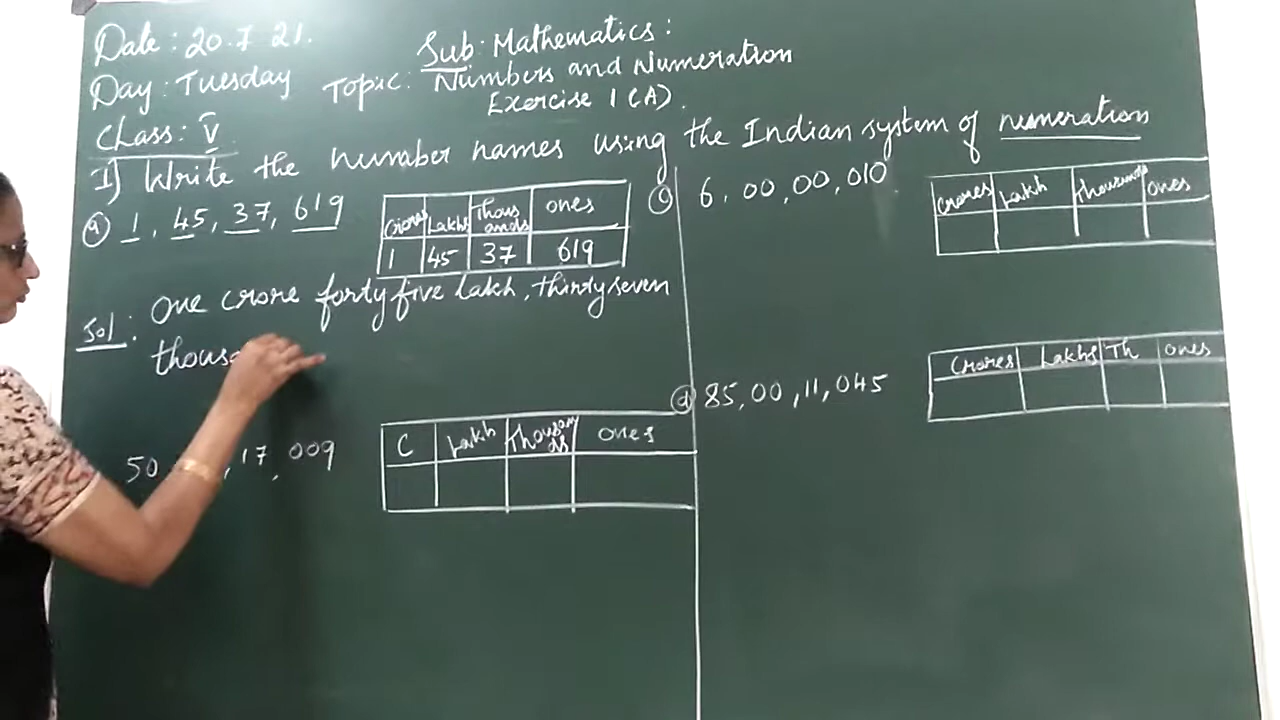 Date : 20.7.21.
Sub : Mathematics :
Day : Tuesday
Topic : Numbers and Numeration
Exercise 1 (A).
Class : V
I) Write the number names using the Indian system of numeration
a) 1, 45, 37, 619
Crores Lakhs Thousands ones
1 45 37 619
Sol : One crore forty five lakh, thirty seven
thous
50, , 17, 009
C Lakh Thousands ones
c) 6, 00, 00, 010
Crores Lakh Thousands ones
d) 85, 00, 11, 045
Crores Lakhs Th ones